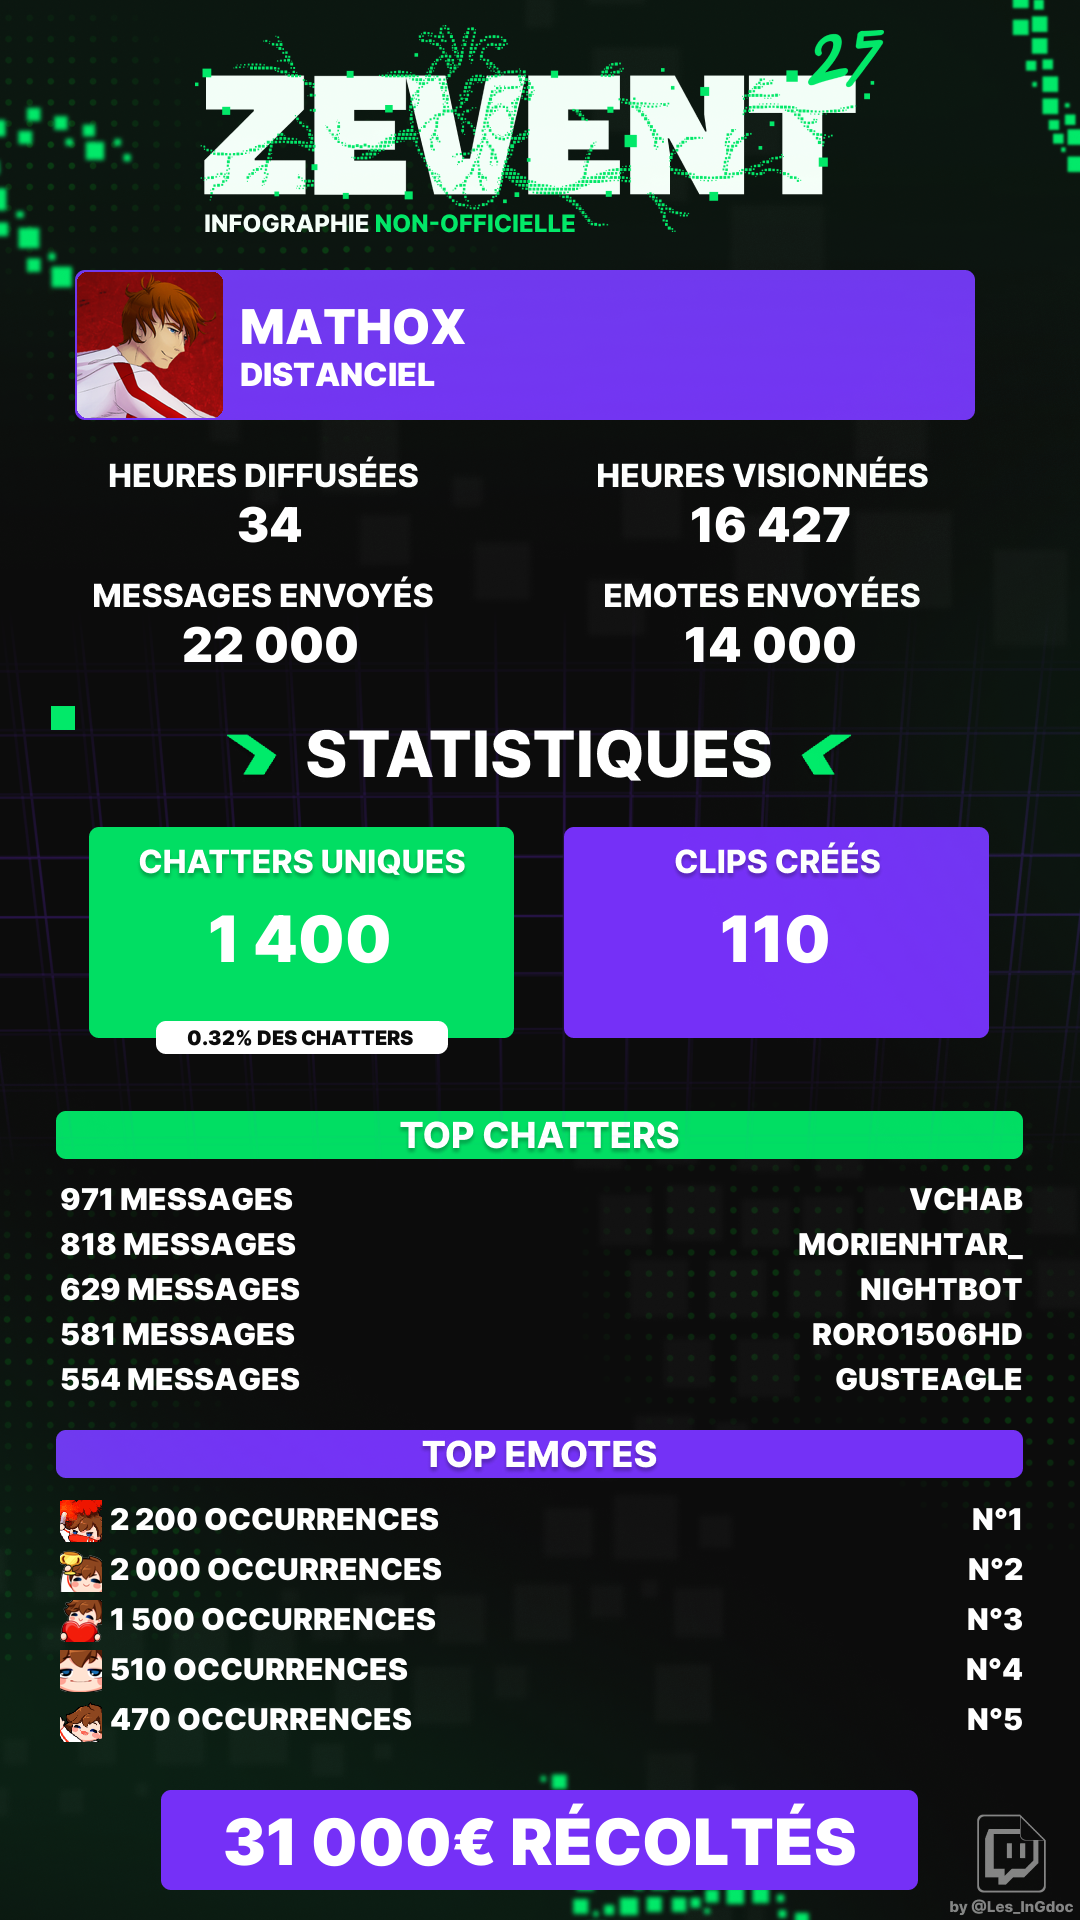 ZEVENT 25
INFOGRAPHIE NON-OFFICIELLE
MATHOX
DISTANCIEL
HEURES DIFFUSÉES
34
HEURES VISIONNÉES
16 427
MESSAGES ENVOYÉS
22 000
EMOTES ENVOYÉES
14 000
STATISTIQUES
CHATTERS UNIQUES
1 400
0.32% DES CHATTERS
CLIPS CRÉÉS
110
TOP CHATTERS
971 MESSAGES VCHAB
818 MESSAGES MORIENHTAR_
629 MESSAGES NIGHTBOT
581 MESSAGES RORO1506HD
554 MESSAGES GUSTEAGLE
TOP EMOTES
2 200 OCCURRENCES N°1
2 000 OCCURRENCES N°2
1 500 OCCURRENCES N°3
510 OCCURRENCES N°4
470 OCCURRENCES N°5
31 000€ RÉCOLTÉS
by @Les_InGdoc